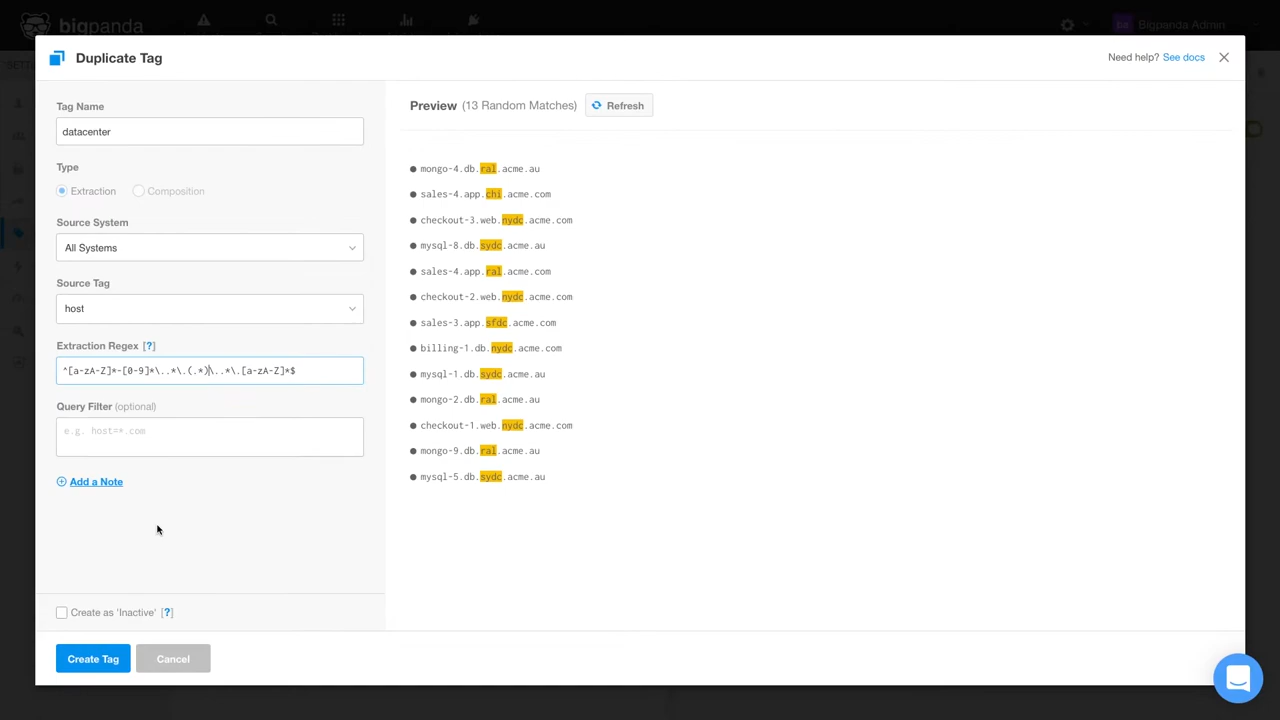 bigpanda
Bigpanda Admin
Duplicate Tag
Need help? See docs
Tag Name
datacenter
Type
Extraction
Composition
Source System
All Systems
Source Tag
host
Extraction Regex [?]
^[a-zA-Z]*-[0-9]*\..*\.(.*)\..*\.[a-zA-Z]*$
Query Filter (optional)
e.g. host=*.com
Add a Note
Create as 'Inactive' [?]
Create Tag
Cancel
Preview (13 Random Matches)
Refresh
mongo-4.db.ral.acme.au
sales-4.app.chi.acme.com
checkout-3.web.nydc.acme.com
mysql-8.db.sydc.acme.au
sales-4.app.ral.acme.com
checkout-2.web.nydc.acme.com
sales-3.app.sfdc.acme.com
billing-1.db.nydc.acme.com
mysql-1.db.sydc.acme.au
mongo-2.db.ral.acme.au
checkout-1.web.nydc.acme.com
mongo-9.db.ral.acme.au
mysql-5.db.sydc.acme.au